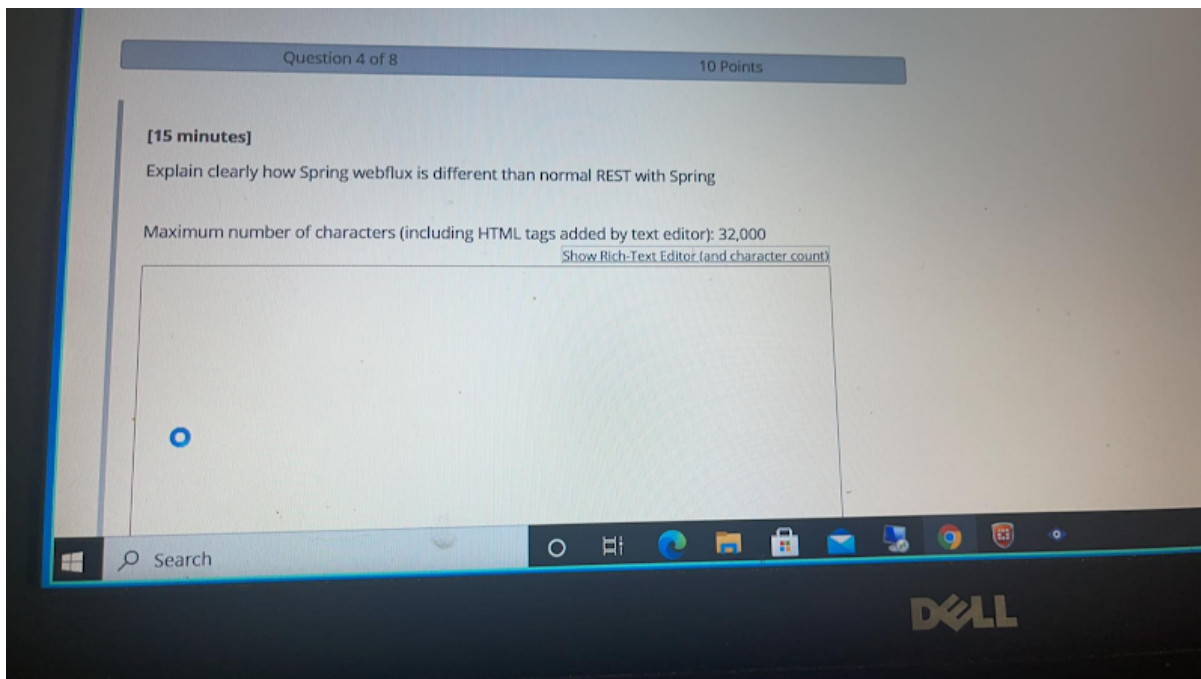 Question 4 of 8
10 Points
[15 minutes]
Explain clearly how Spring webflux is different than normal REST with Spring
Maximum number of characters (including HTML tags added by text editor): 32,000
Show Rich-Text Editor (and character count)
Search
DELL